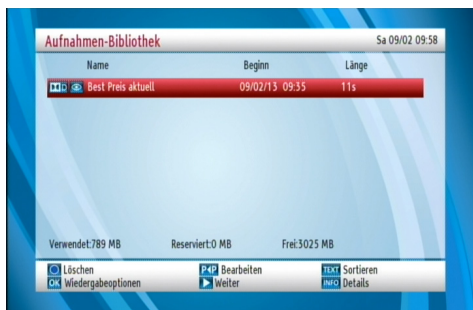 Aufnahmen-Bibliothek Sa 09/02 09:58
Name Beginn Länge
Best Preis aktuell 09/02/13 09:35 11s
Verwendet:789 MB Reserviert:0 MB Frei:3025 MB
Löschen P◄P Bearbeiten TEXT Sortieren
OK Wiedergabeoptionen Weiter INFO Details